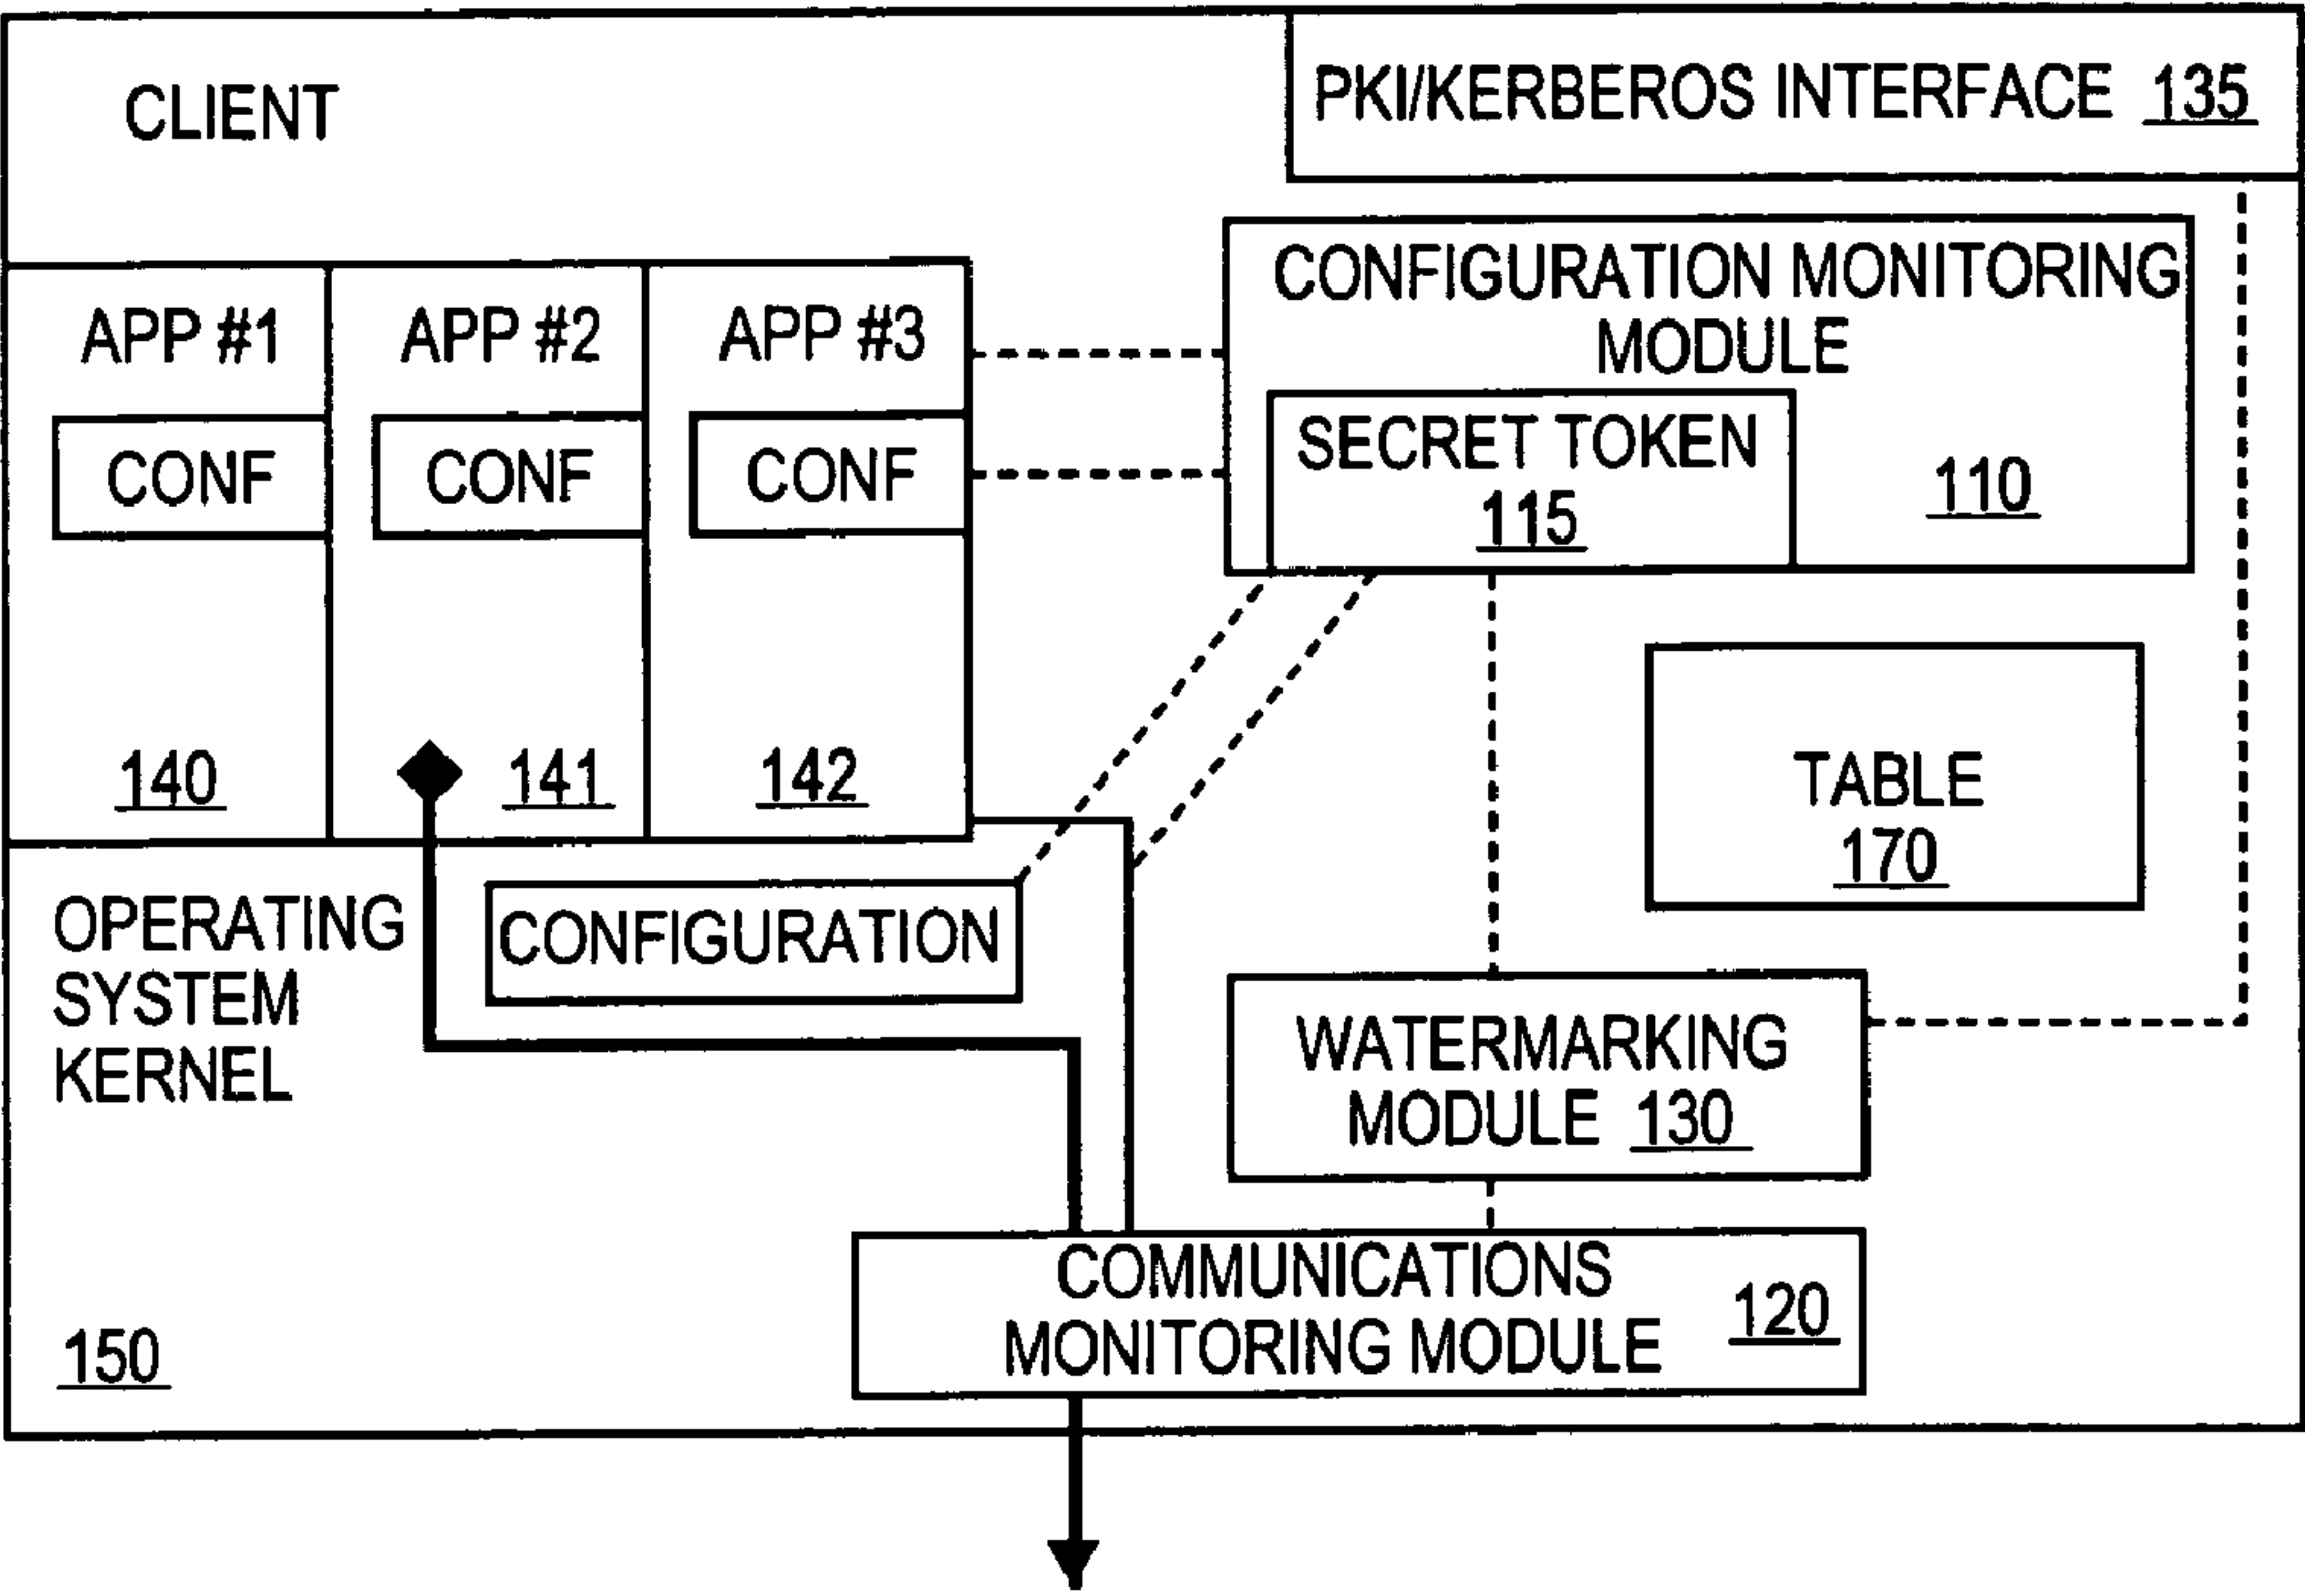 CLIENT
PKI/KERBEROS INTERFACE 135
CONFIGURATION MONITORING
MODULE
SECRET TOKEN
115
110
APP #1
CONF
140
APP #2
CONF
141
APP #3
CONF
142
TABLE
170
OPERATING
SYSTEM
KERNEL
150
CONFIGURATION
WATERMARKING
MODULE 130
COMMUNICATIONS
MONITORING MODULE
120